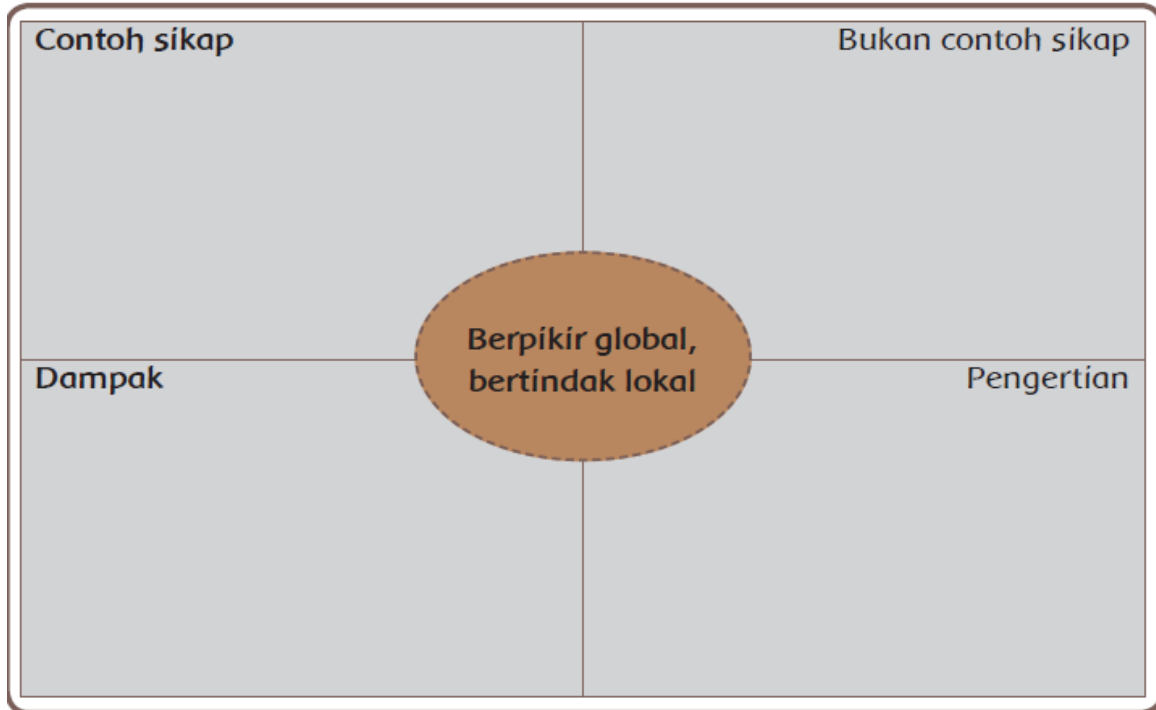 Contoh sikap
Bukan contoh sikap
Berpikir global,
bertindak lokal
Dampak
Pengertian